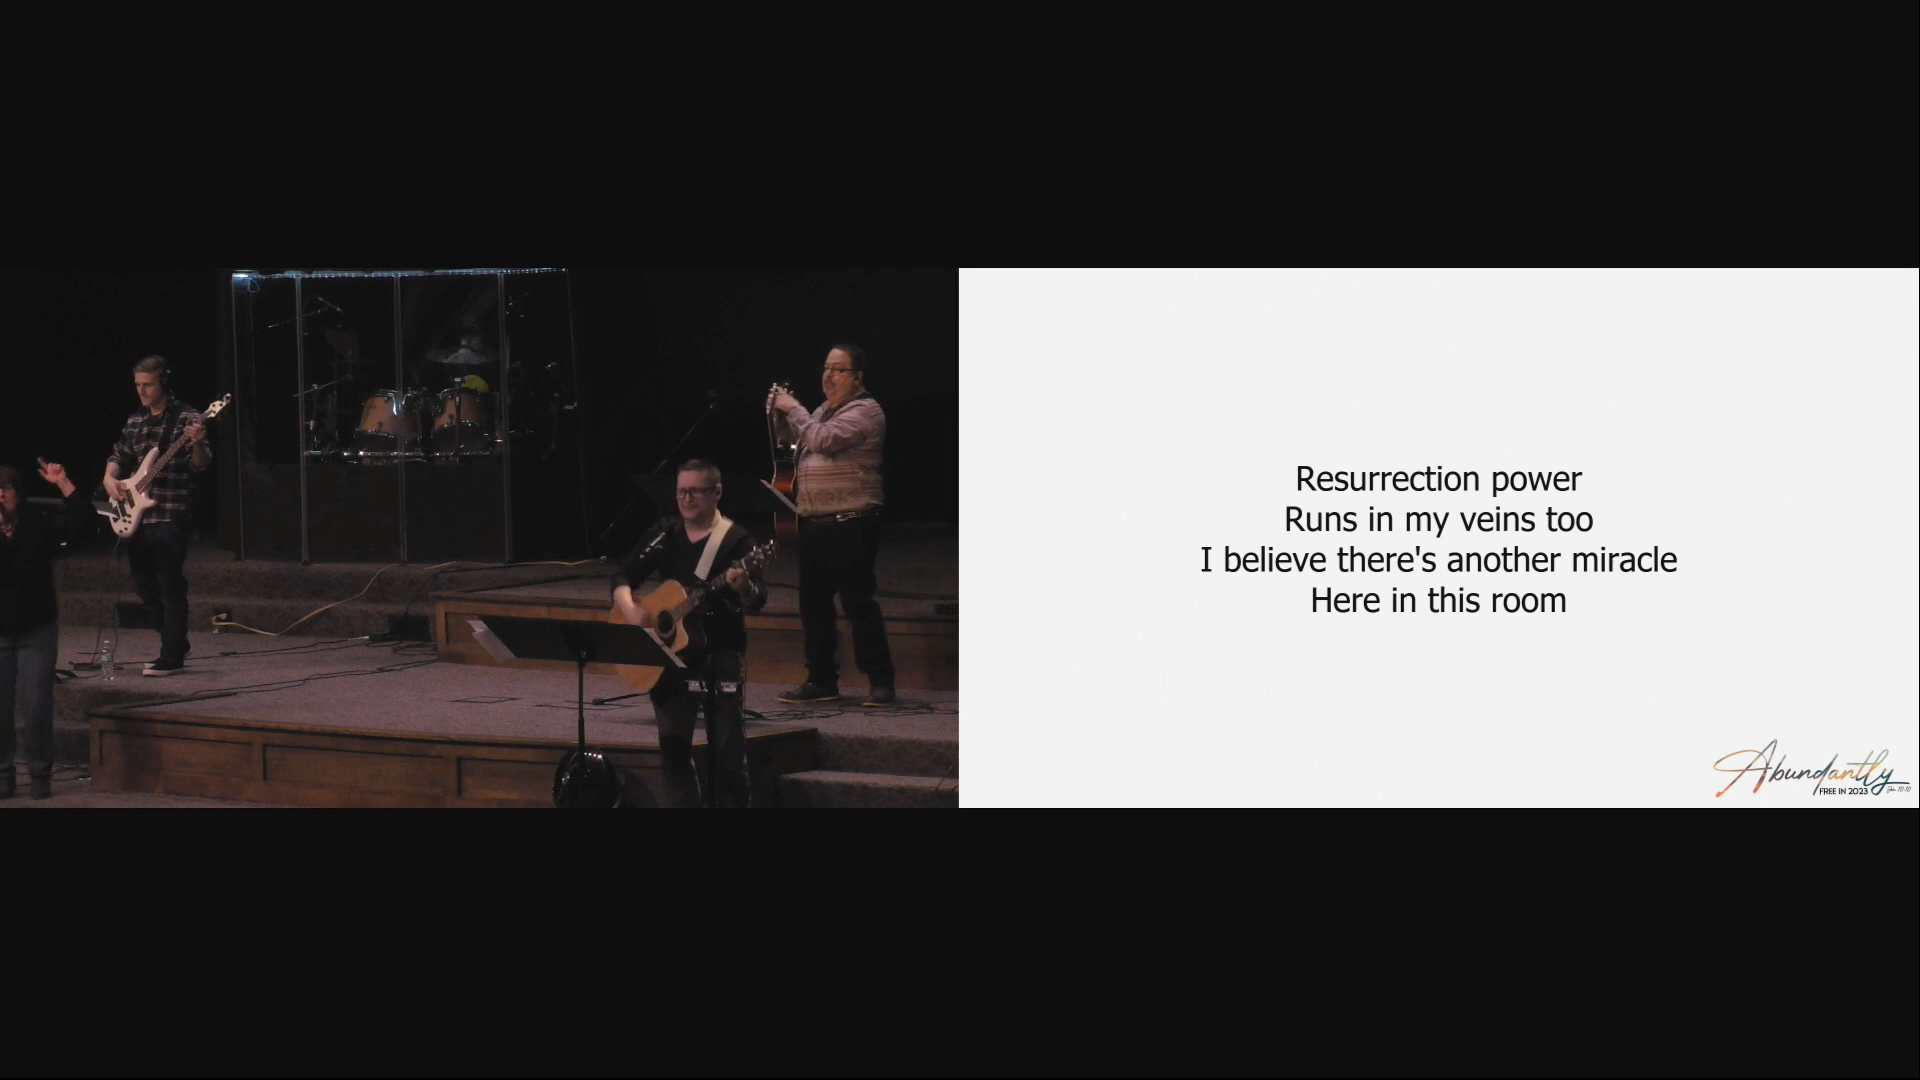 Resurrection power
Runs in my veins too
I believe there's another miracle
Here in this room
Abundantly
FREE IN 2023